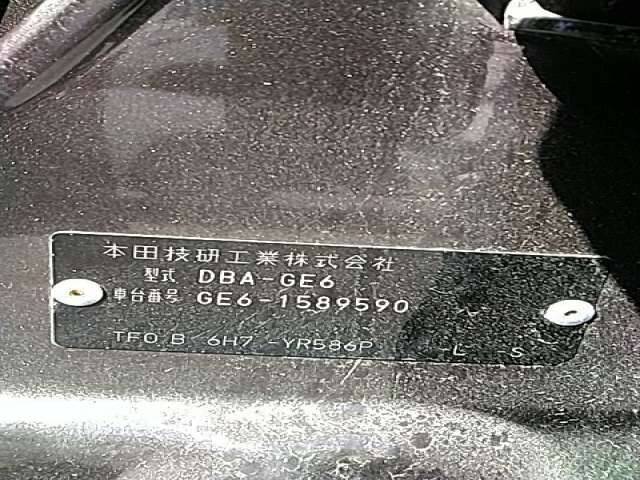 本田技研工業株式会社
型式 DBA-GE6
車台番号 GE6-1589590
TF0 B 6H7 -YR586P -L -S